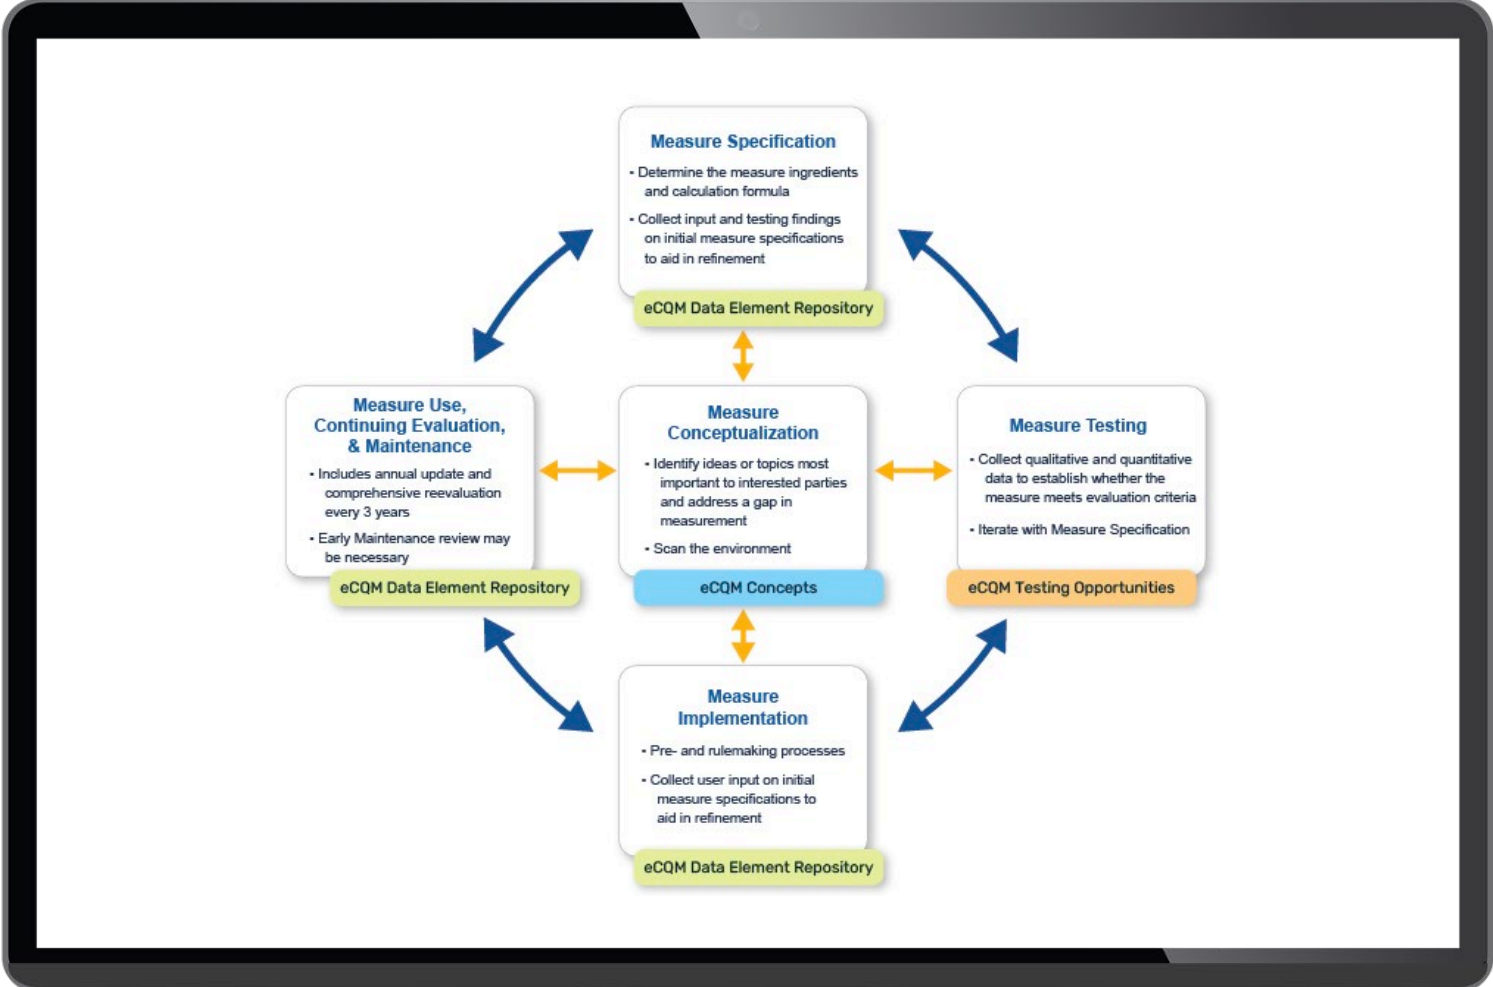 Measure Specification
- Determine the measure ingredients
and calculation formula
- Collect input and testing findings
on initial measure specifications
to aid in refinement
eCQM Data Element Repository
Measure Use,
Continuing Evaluation,
& Maintenance
- Includes annual update and
comprehensive reevaluation
every 3 years
- Early Maintenance review may
be necessary
eCQM Data Element Repository
Measure
Conceptualization
- Identify ideas or topics most
important to interested parties
and address a gap in
measurement
- Scan the environment
eCQM Concepts
Measure Testing
- Collect qualitative and quantitative
data to establish whether the
measure meets evaluation criteria
- Iterate with Measure Specification
eCQM Testing Opportunities
Measure
Implementation
- Pre- and rulemaking processes
- Collect user input on initial
measure specifications to
aid in refinement
eCQM Data Element Repository